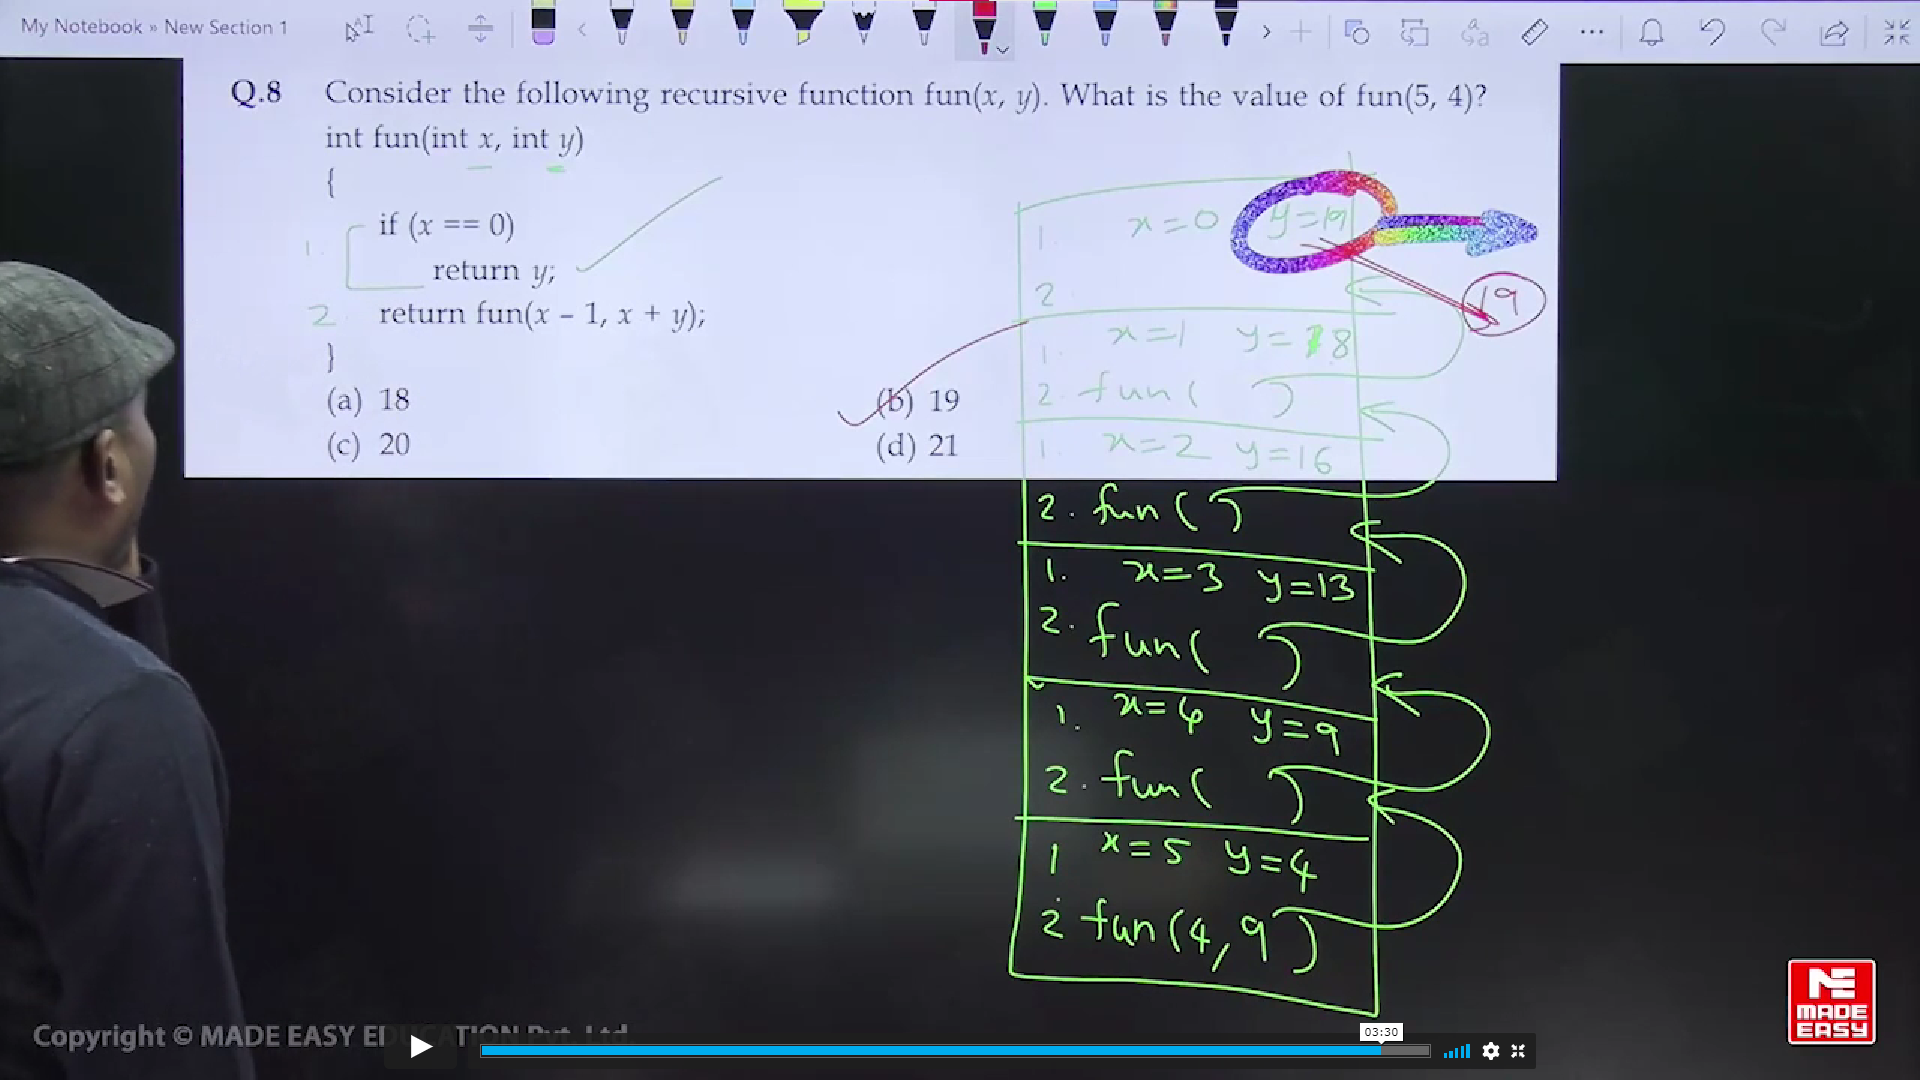 My Notebook » New Section 1
Q.8 Consider the following recursive function fun(x, y). What is the value of fun(5, 4)?
int fun(int x, int y)
{
1. if (x == 0)
return y;
2. return fun(x – 1, x + y);
}
(a) 18
(b) 19
(c) 20
(d) 21
1. x=0 y=19
2
19
1. x=1 y=18
2. fun( )
1. x=2 y=16
2. fun( )
1. x=3 y=13
2. fun( )
1. x=4 y=9
2. fun( )
1 x=5 y=4
2 fun(4, 9 )
Copyright © MADE EASY EDUCATION Pvt. Ltd.
03:30
MADE
EASY